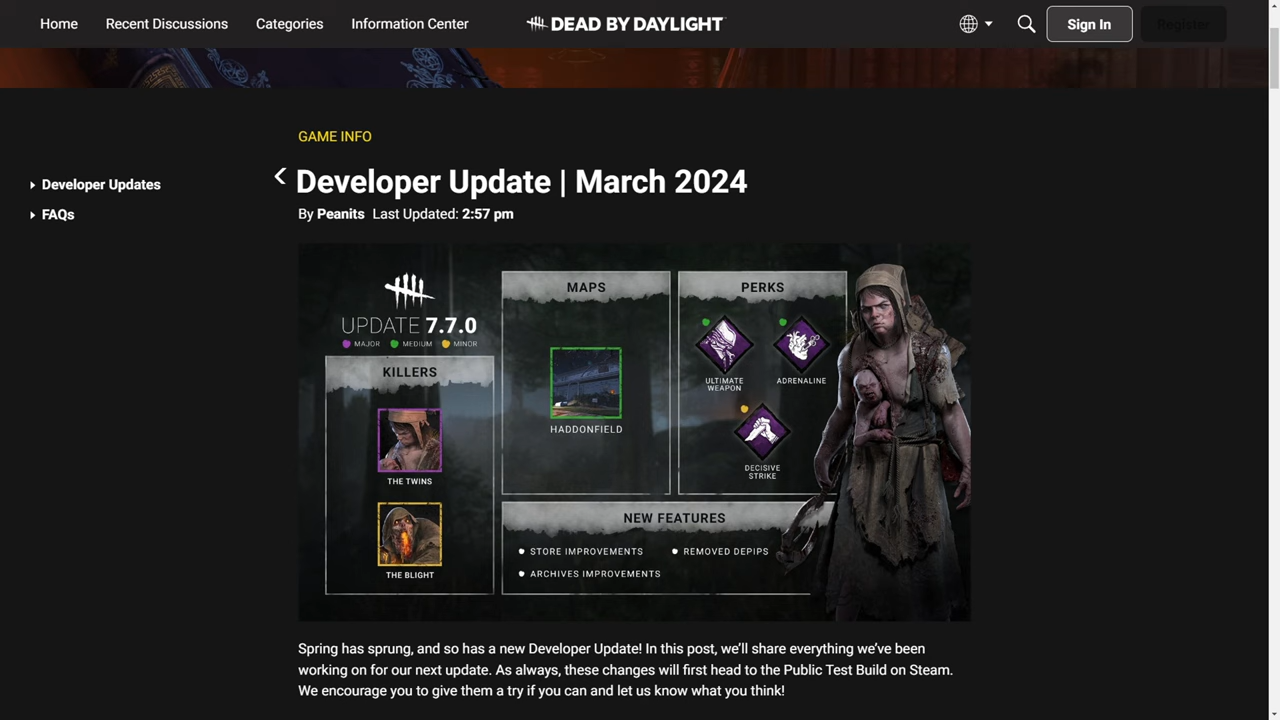 Home Recent Discussions Categories Information Center DEAD BY DAYLIGHT Sign In Register
GAME INFO
Developer Updates
FAQs
Developer Update | March 2024
By Peanits Last Updated: 2:57 pm
UPDATE 7.7.0
MAJOR MEDIUM MINOR
KILLERS
THE TWINS
THE BLIGHT
MAPS
HADDONFIELD
PERKS
ULTIMATE
WEAPON
ADRENALINE
DECISIVE
STRIKE
NEW FEATURES
STORE IMPROVEMENTS REMOVED DEPIPS
ARCHIVES IMPROVEMENTS
Spring has sprung, and so has a new Developer Update! In this post, we’ll share everything we’ve been
working on for our next update. As always, these changes will first head to the Public Test Build on Steam.
We encourage you to give them a try if you can and let us know what you think!